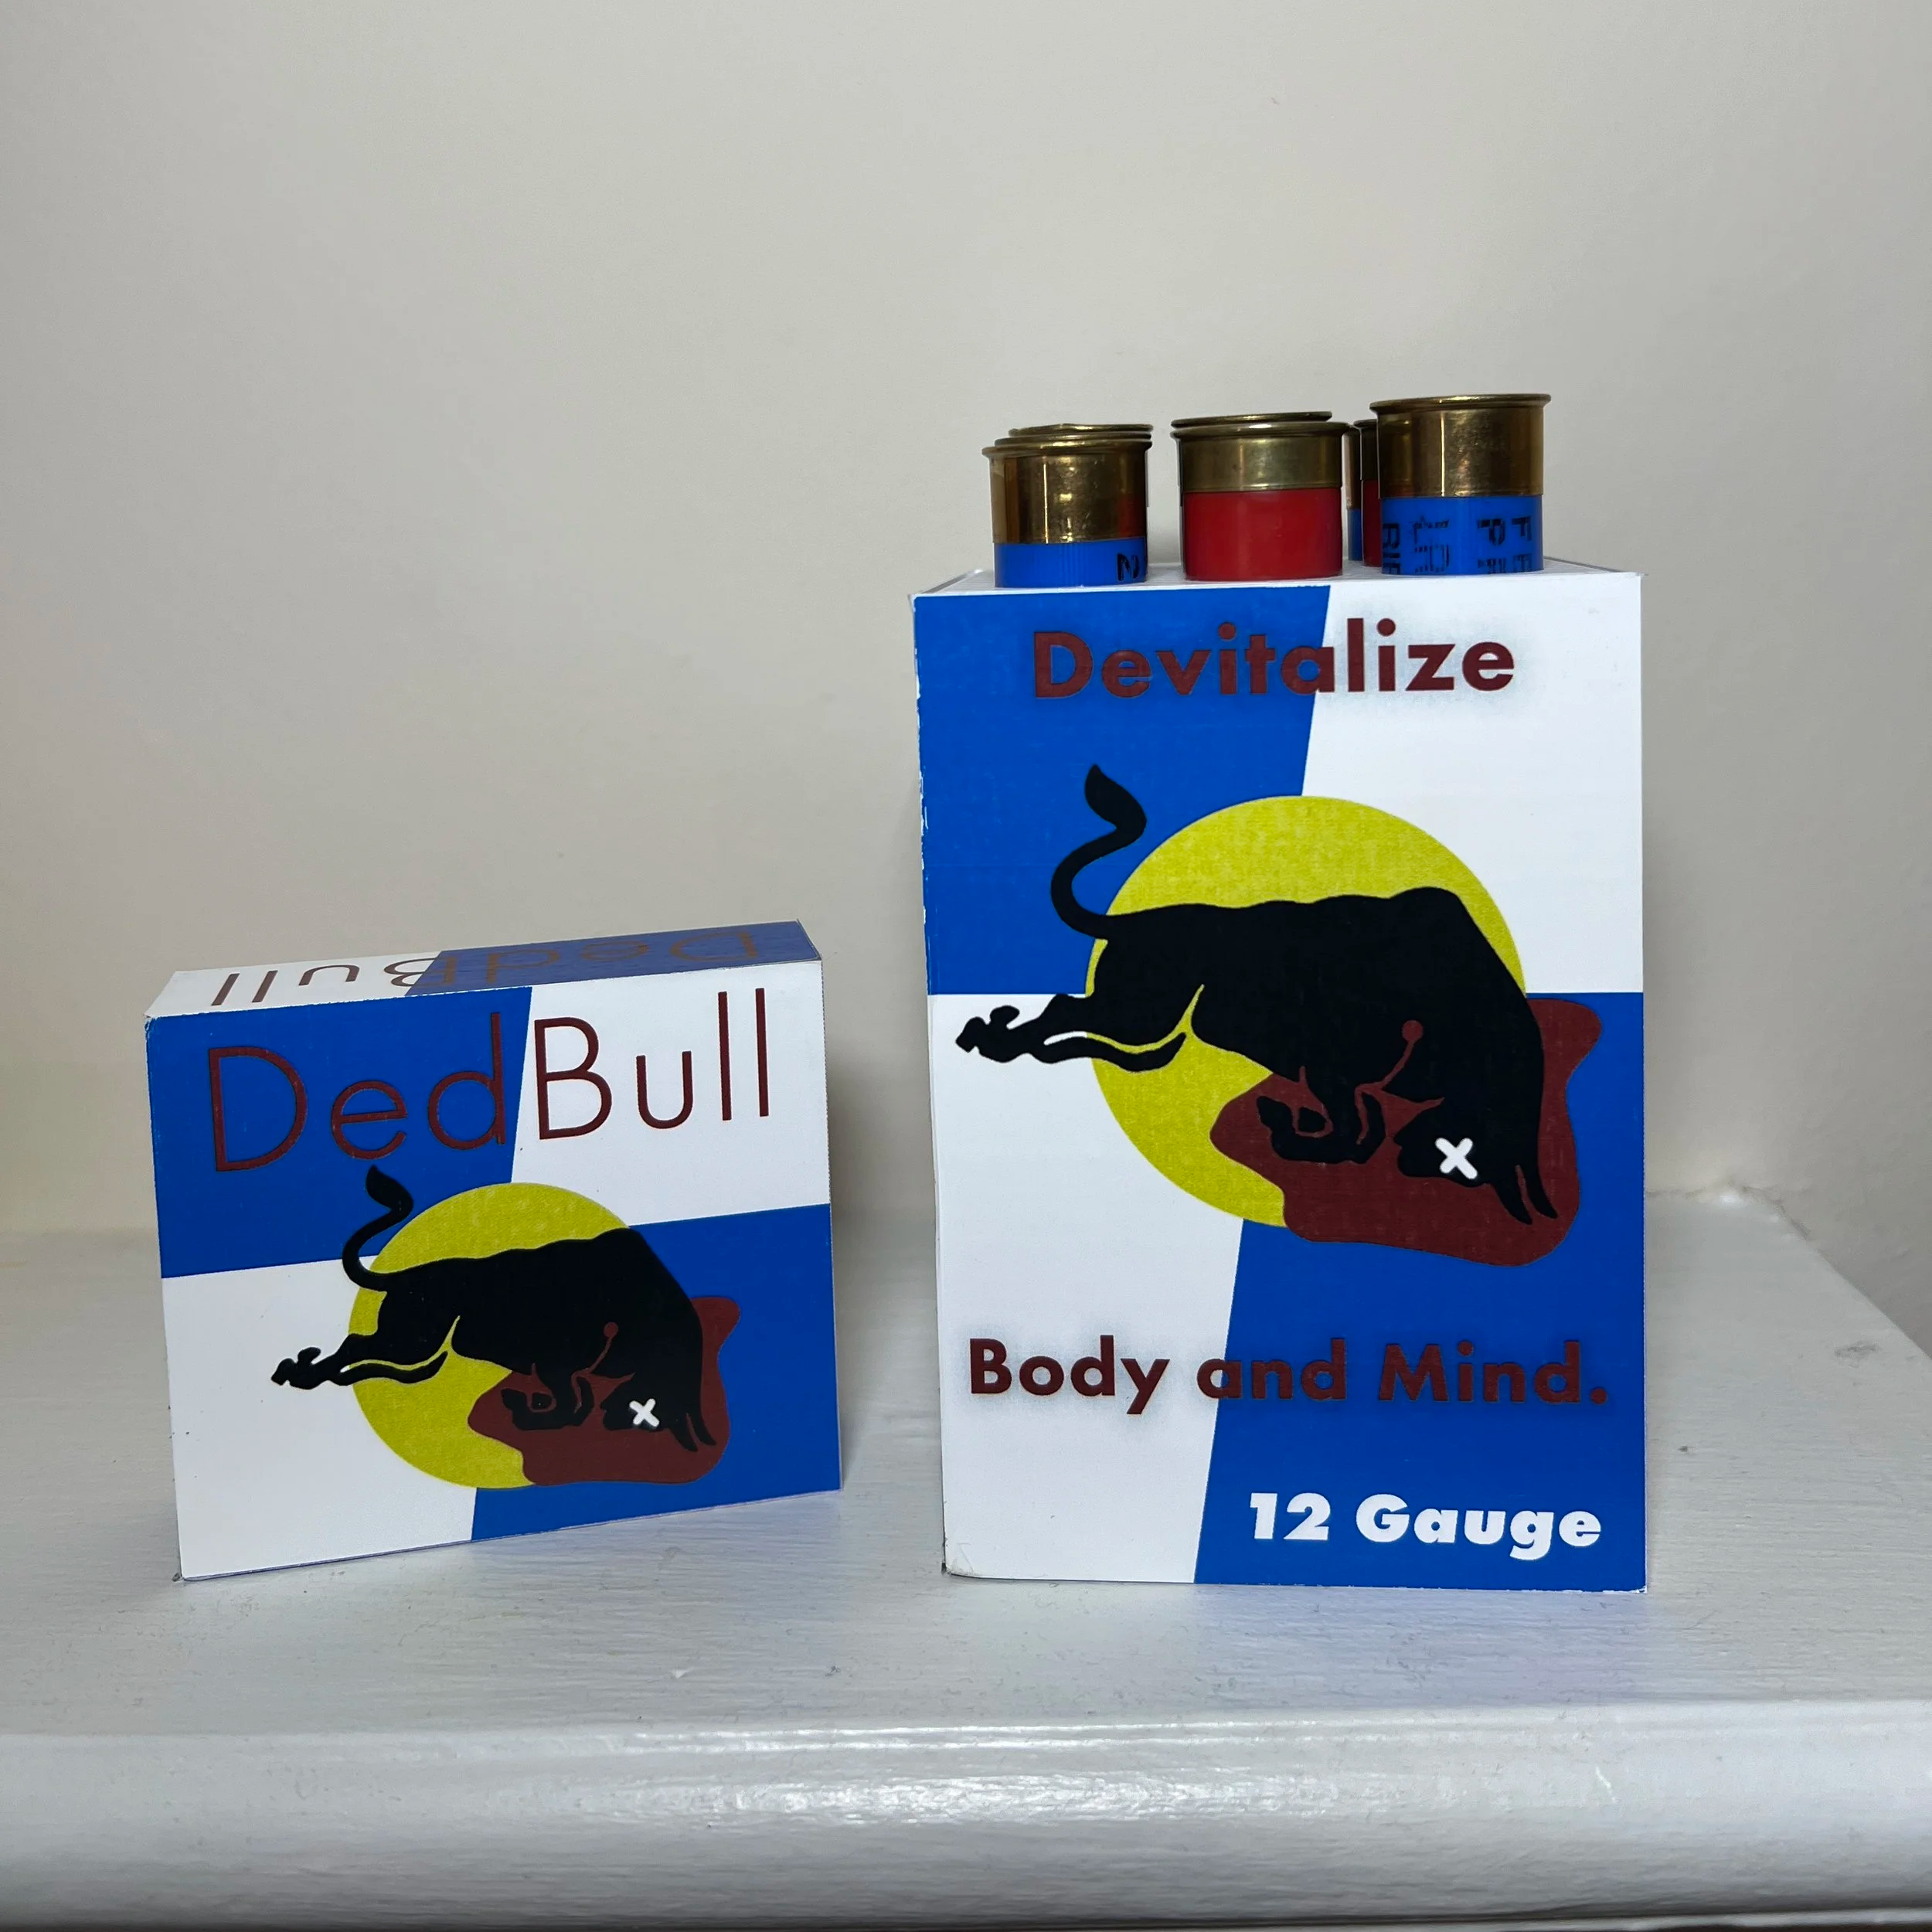 DedBull
DedBull
Devitalize
Body and Mind.
12 Gauge